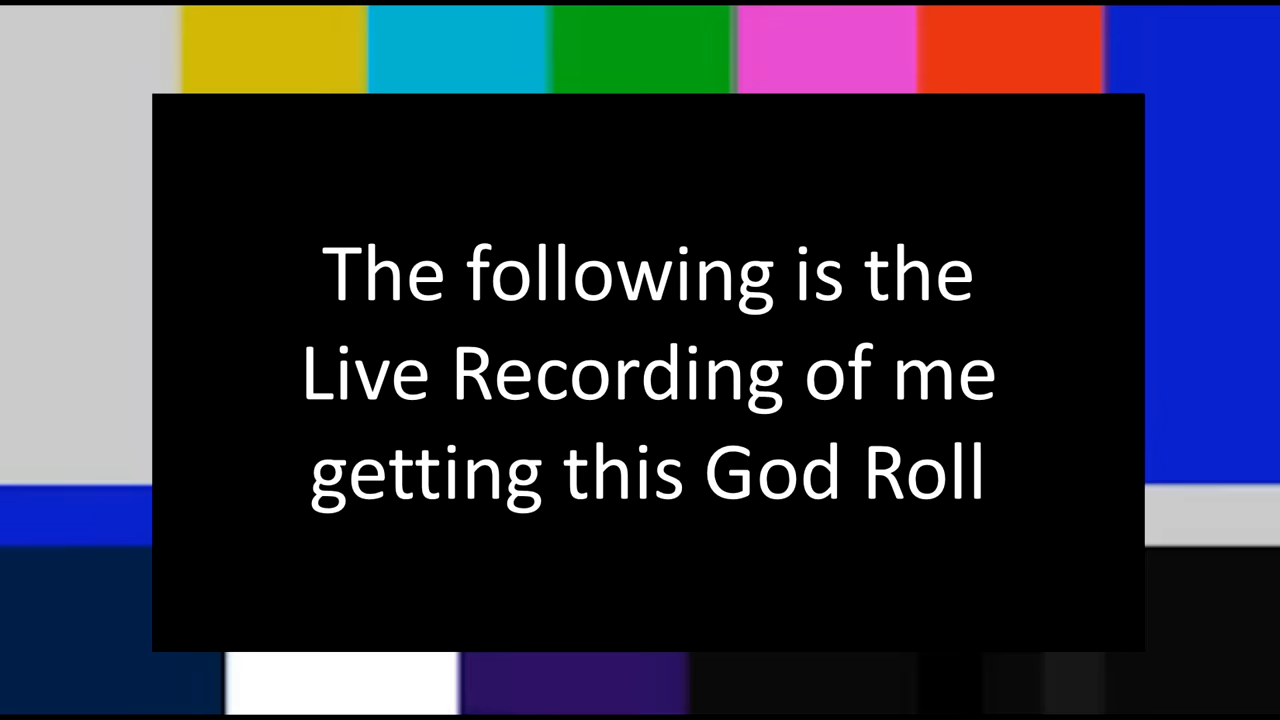 The following is the
Live Recording of me
getting this God Roll